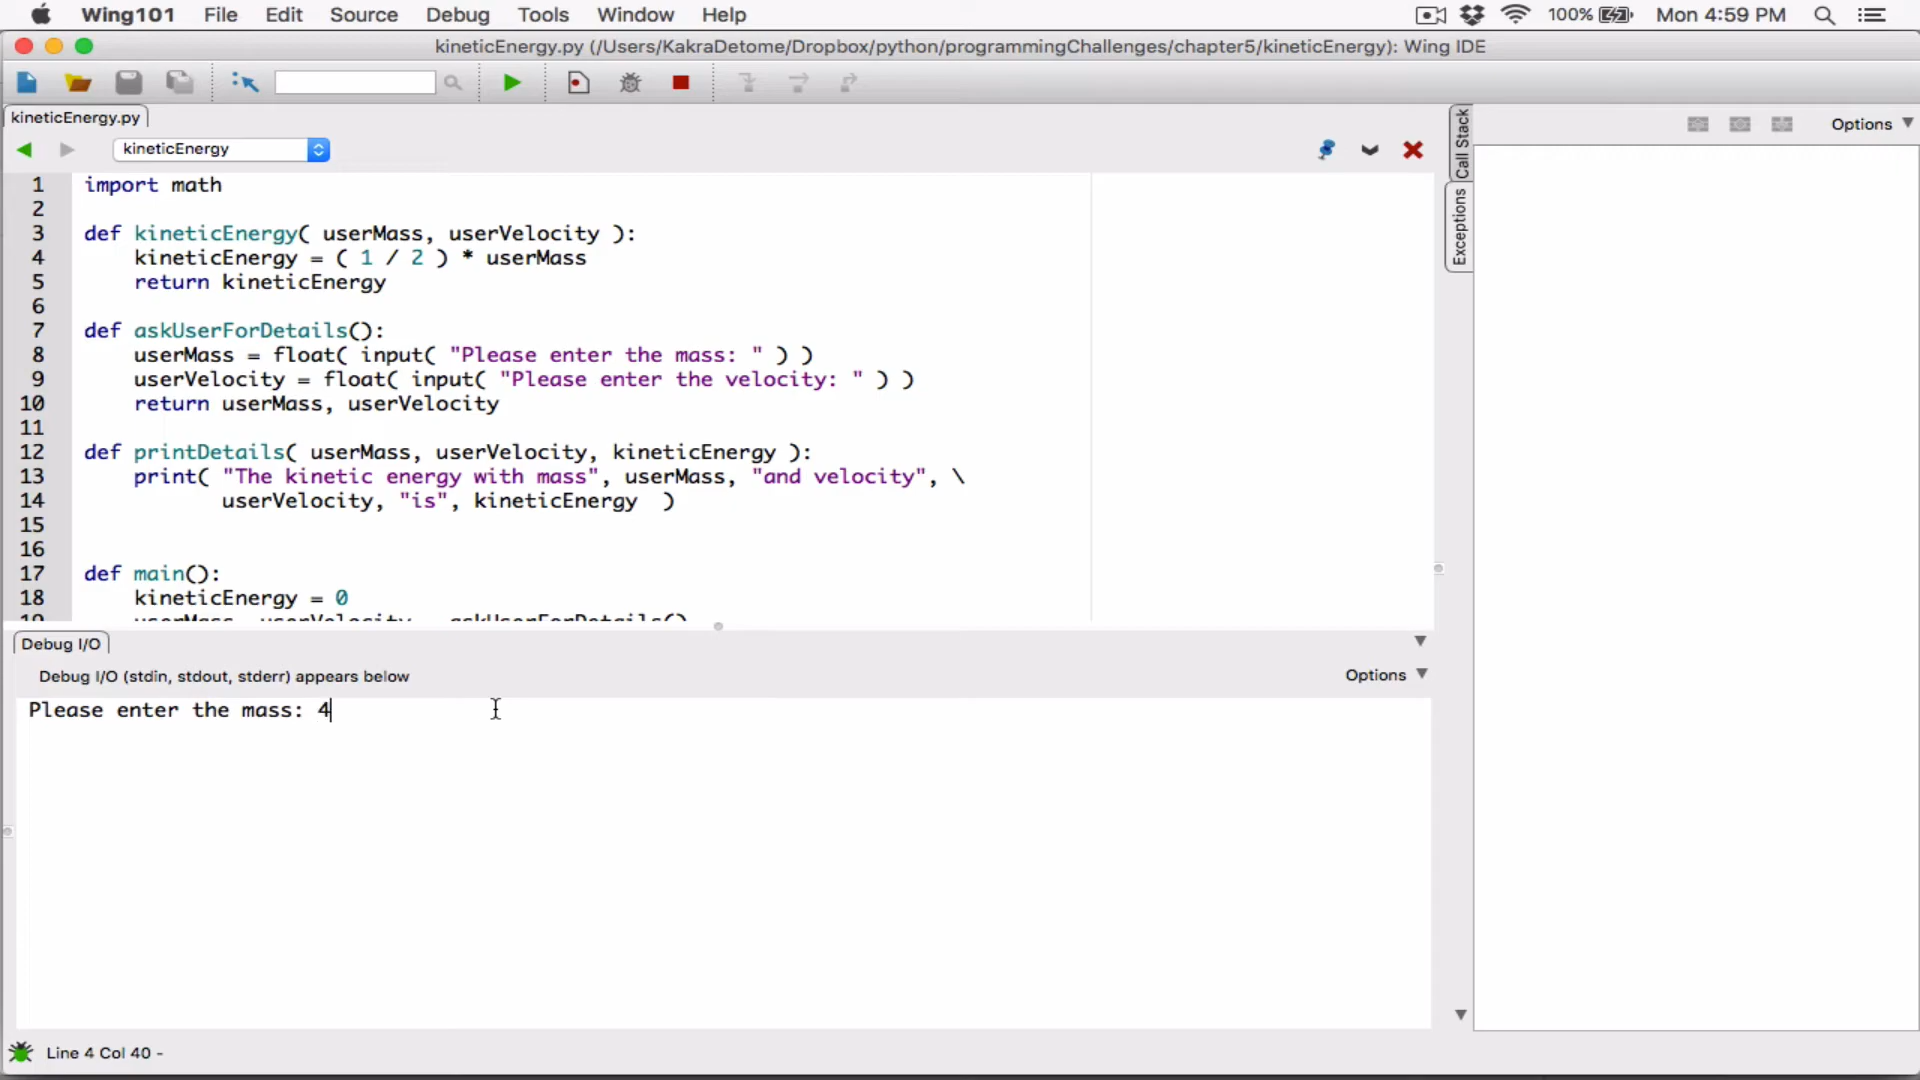 Wing101 File Edit Source Debug Tools Window Help 100% Mon 4:59 PM
kineticEnergy.py (/Users/KakraDetome/Dropbox/python/programmingChallenges/chapter5/kineticEnergy): Wing IDE
kineticEnergy.py
kineticEnergy
Call Stack
Exceptions
Options
1 import math
2
3 def kineticEnergy( userMass, userVelocity ):
4 kineticEnergy = ( 1 / 2 ) * userMass
5 return kineticEnergy
6
7 def askUserForDetails():
8 userMass = float( input( "Please enter the mass: " ) )
9 userVelocity = float( input( "Please enter the velocity: " ) )
10 return userMass, userVelocity
11
12 def printDetails( userMass, userVelocity, kineticEnergy ):
13 print( "The kinetic energy with mass", userMass, "and velocity", \
14 userVelocity, "is", kineticEnergy )
15
16
17 def main():
18 kineticEnergy = 0
19 userMass, userVelocity askUserForDetails()
Debug I/O
Debug I/O (stdin, stdout, stderr) appears below
Options
Please enter the mass: 4
Line 4 Col 40 -